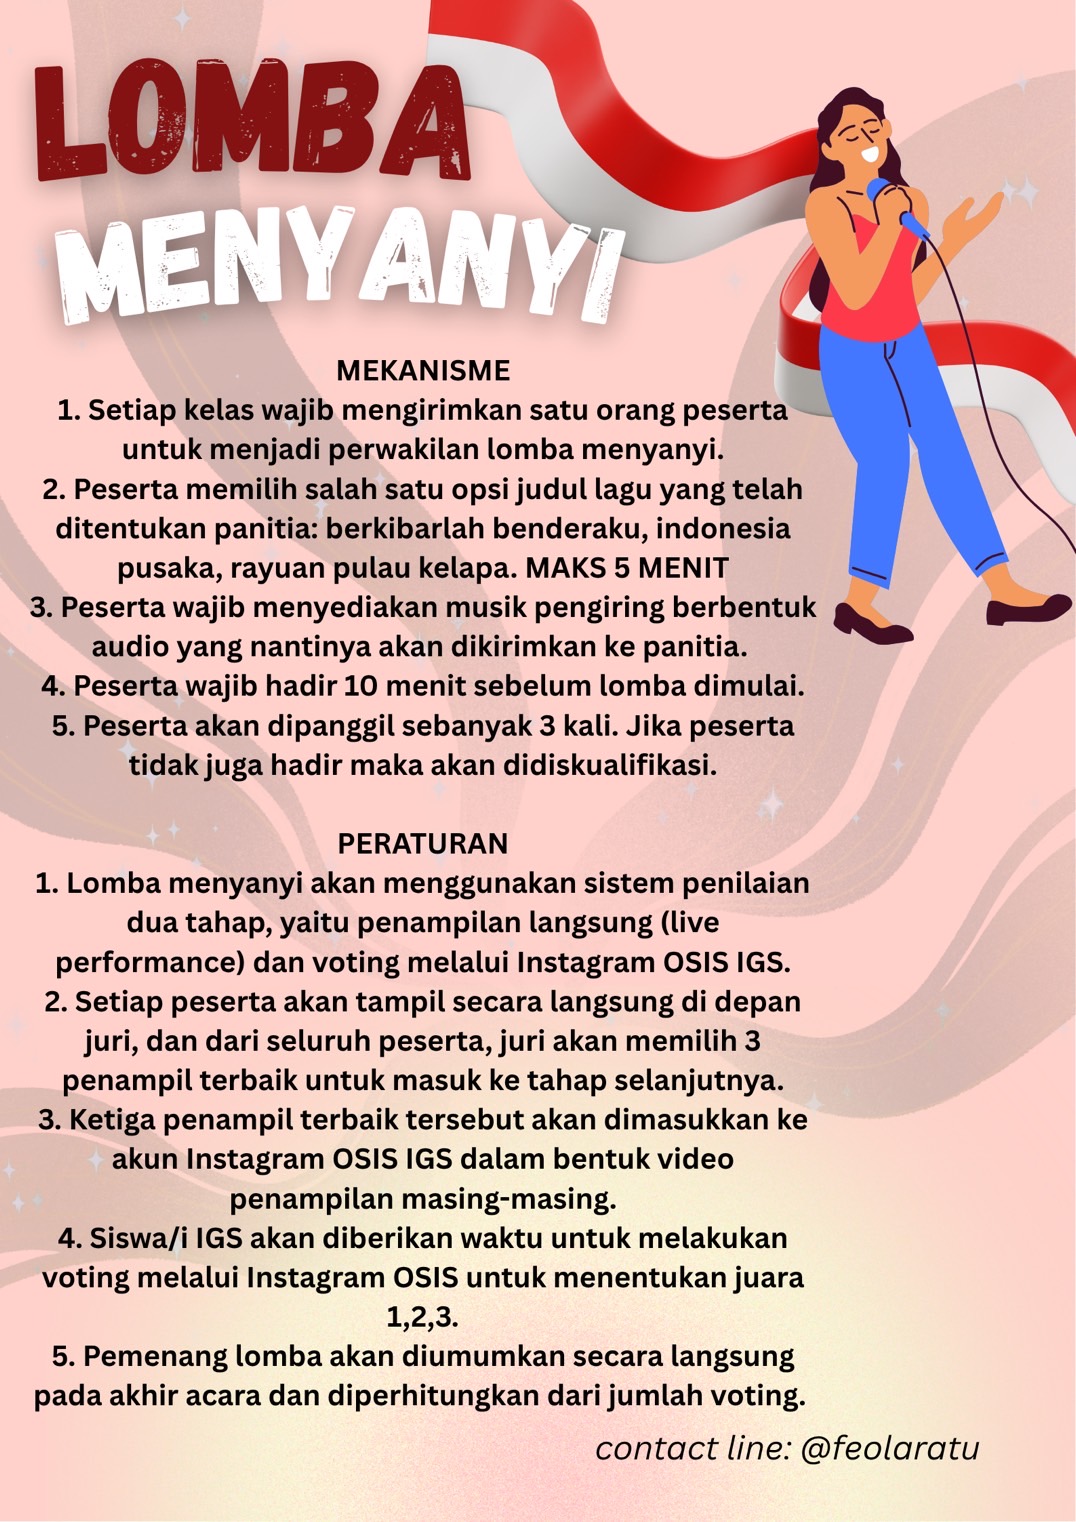 LOMBA
MENYANYI
MEKANISME
1. Setiap kelas wajib mengirimkan satu orang peserta
untuk menjadi perwakilan lomba menyanyi.
2. Peserta memilih salah satu opsi judul lagu yang telah
ditentukan panitia: berkibarlah benderaku, indonesia
pusaka, rayuan pulau kelapa. MAKS 5 MENIT
3. Peserta wajib menyediakan musik pengiring berbentuk
audio yang nantinya akan dikirimkan ke panitia.
4. Peserta wajib hadir 10 menit sebelum lomba dimulai.
5. Peserta akan dipanggil sebanyak 3 kali. Jika peserta
tidak juga hadir maka akan didiskualifikasi.
PERATURAN
1. Lomba menyanyi akan menggunakan sistem penilaian
dua tahap, yaitu penampilan langsung (live
performance) dan voting melalui Instagram OSIS IGS.
2. Setiap peserta akan tampil secara langsung di depan
juri, dan dari seluruh peserta, juri akan memilih 3
penampil terbaik untuk masuk ke tahap selanjutnya.
3. Ketiga penampil terbaik tersebut akan dimasukkan ke
akun Instagram OSIS IGS dalam bentuk video
penampilan masing-masing.
4. Siswa/i IGS akan diberikan waktu untuk melakukan
voting melalui Instagram OSIS untuk menentukan juara
1,2,3.
5. Pemenang lomba akan diumumkan secara langsung
pada akhir acara dan diperhitungkan dari jumlah voting.
contact line: @feolaratu